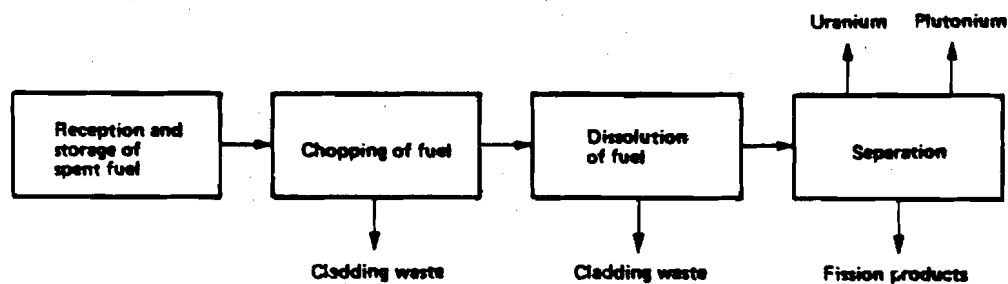 Uranium
Plutonium
Reception and
storage of
spent fuel
Chopping of fuel
Dissolution
of fuel
Separation
Cladding waste
Cladding waste
Fission products